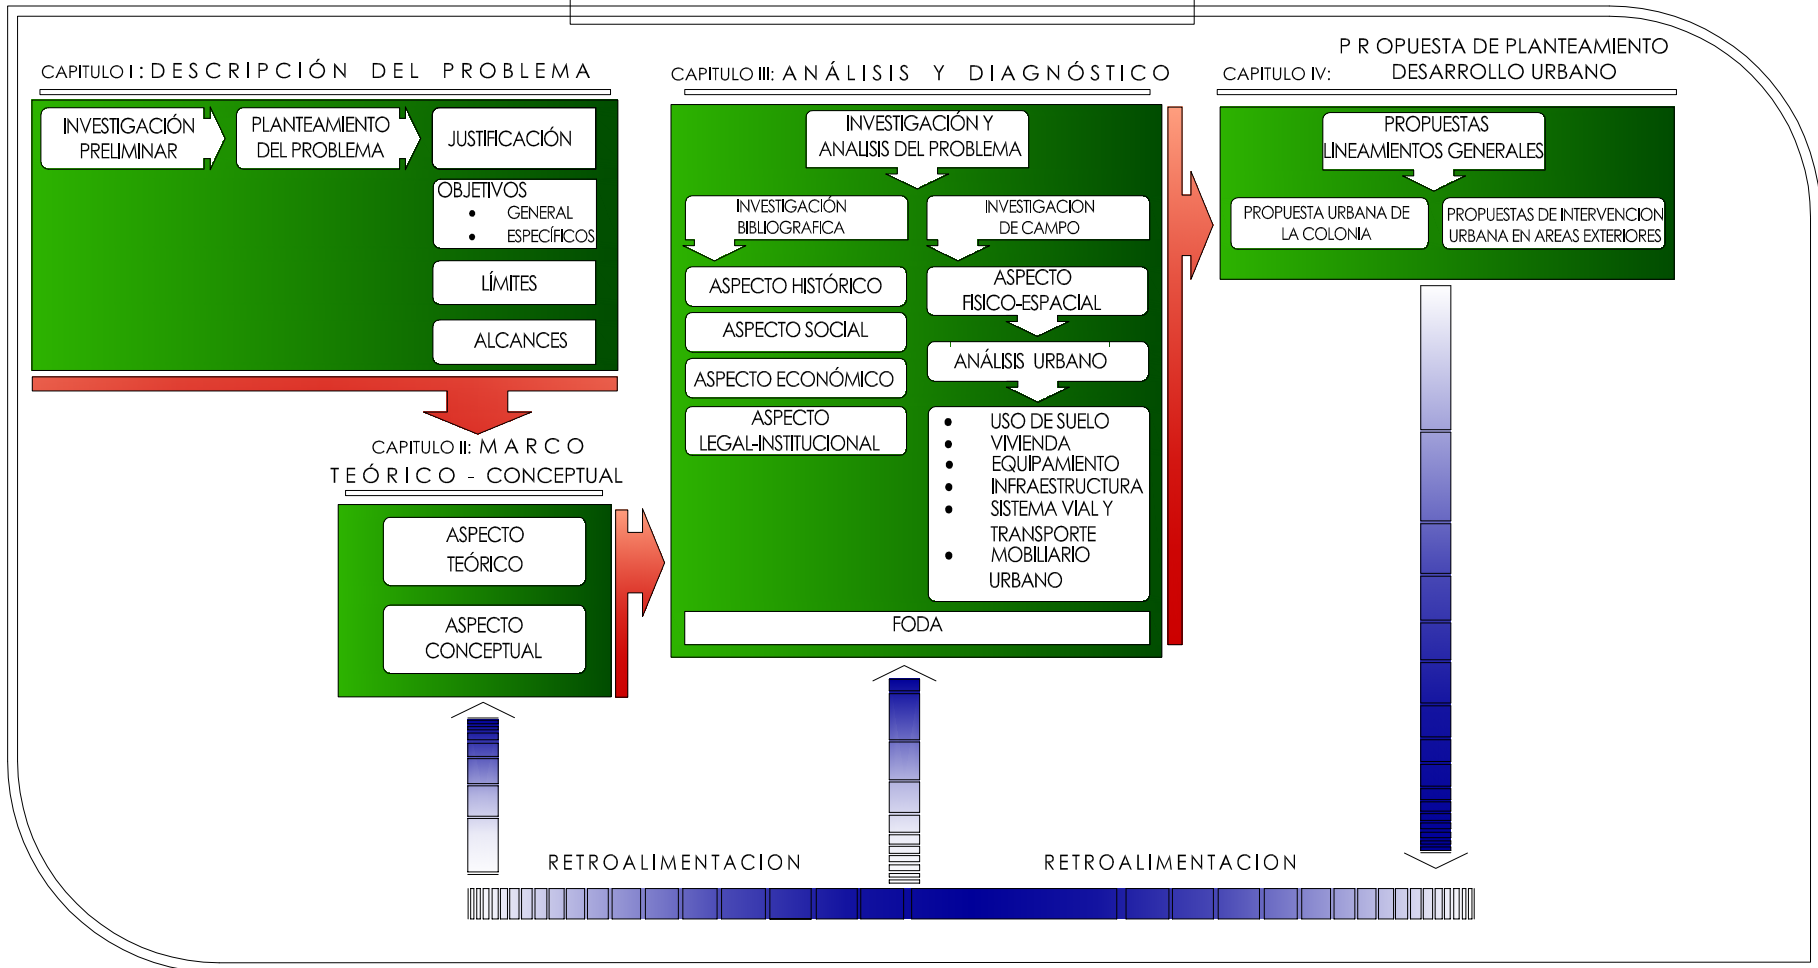 CAPITULO I: DESCRIPCIÓN DEL PROBLEMA
INVESTIGACIÓN
PRELIMINAR
PLANTEAMIENTO
DEL PROBLEMA
JUSTIFICACIÓN
OBJETIVOS
• GENERAL
• ESPECÍFICOS
LÍMITES
ALCANCES
CAPITULO II: MARCO
TEÓRICO - CONCEPTUAL
ASPECTO
TEÓRICO
ASPECTO
CONCEPTUAL
CAPITULO III: ANÁLISIS Y DIAGNÓSTICO
INVESTIGACIÓN Y
ANALISIS DEL PROBLEMA
INVESTIGACIÓN
BIBLIOGRAFICA
ASPECTO HISTÓRICO
ASPECTO SOCIAL
ASPECTO ECONÓMICO
ASPECTO
LEGAL-INSTITUCIONAL
INVESTIGACION
DE CAMPO
ASPECTO
FISICO-ESPACIAL
ANÁLISIS URBANO
• USO DE SUELO
• VIVIENDA
• EQUIPAMIENTO
• INFRAESTRUCTURA
• SISTEMA VIAL Y
TRANSPORTE
• MOBILIARIO
URBANO
FODA
CAPITULO IV:
P R OPUESTA DE PLANTEAMIENTO
DESARROLLO URBANO
PROPUESTAS
LINEAMIENTOS GENERALES
PROPUESTA URBANA DE
LA COLONIA
PROPUESTAS DE INTERVENCION
URBANA EN AREAS EXTERIORES
RETROALIMENTACION
RETROALIMENTACION